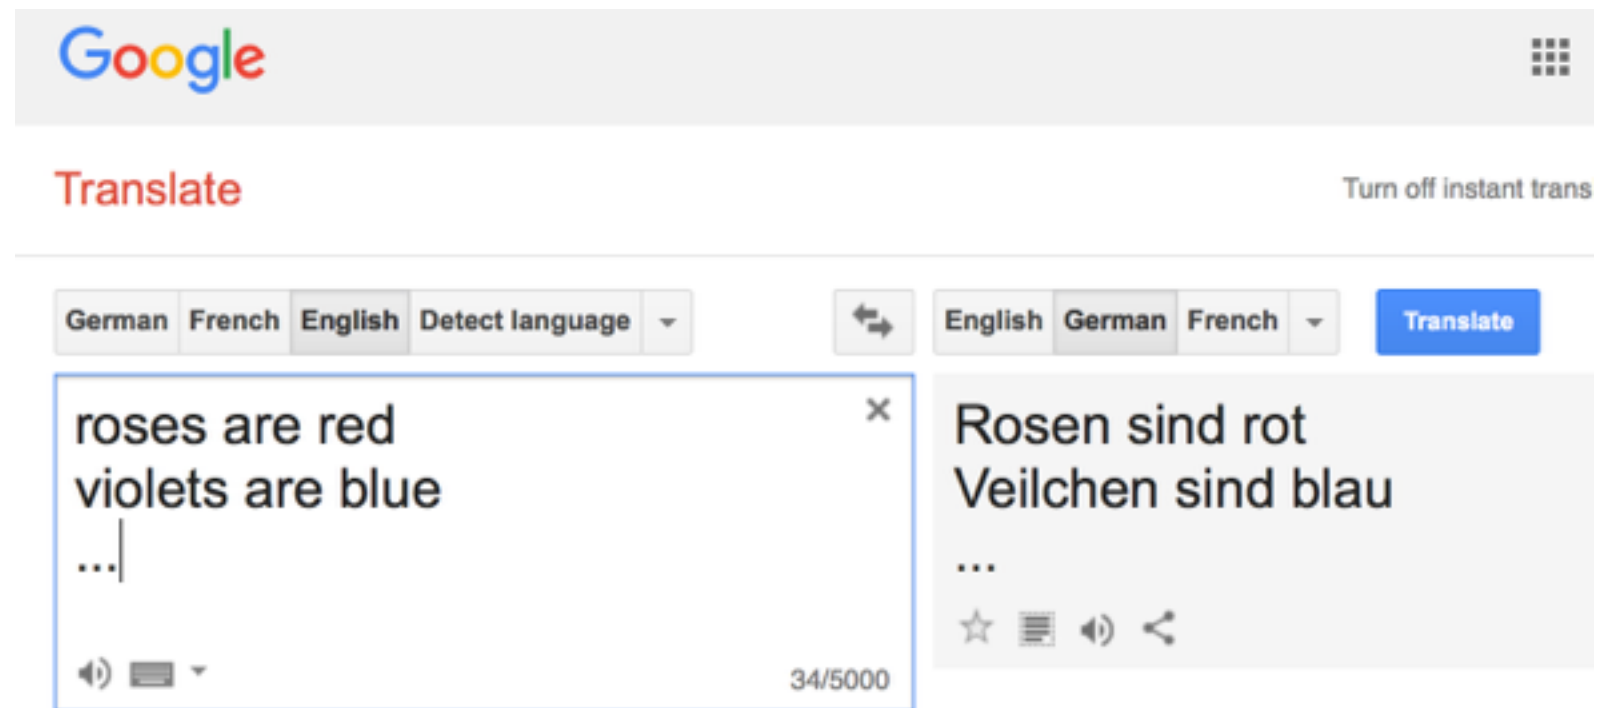 Google
Translate
Turn off instant trans
German French English Detect language
English German French Translate
roses are red
violets are blue
...
34/5000
Rosen sind rot
Veilchen sind blau
...